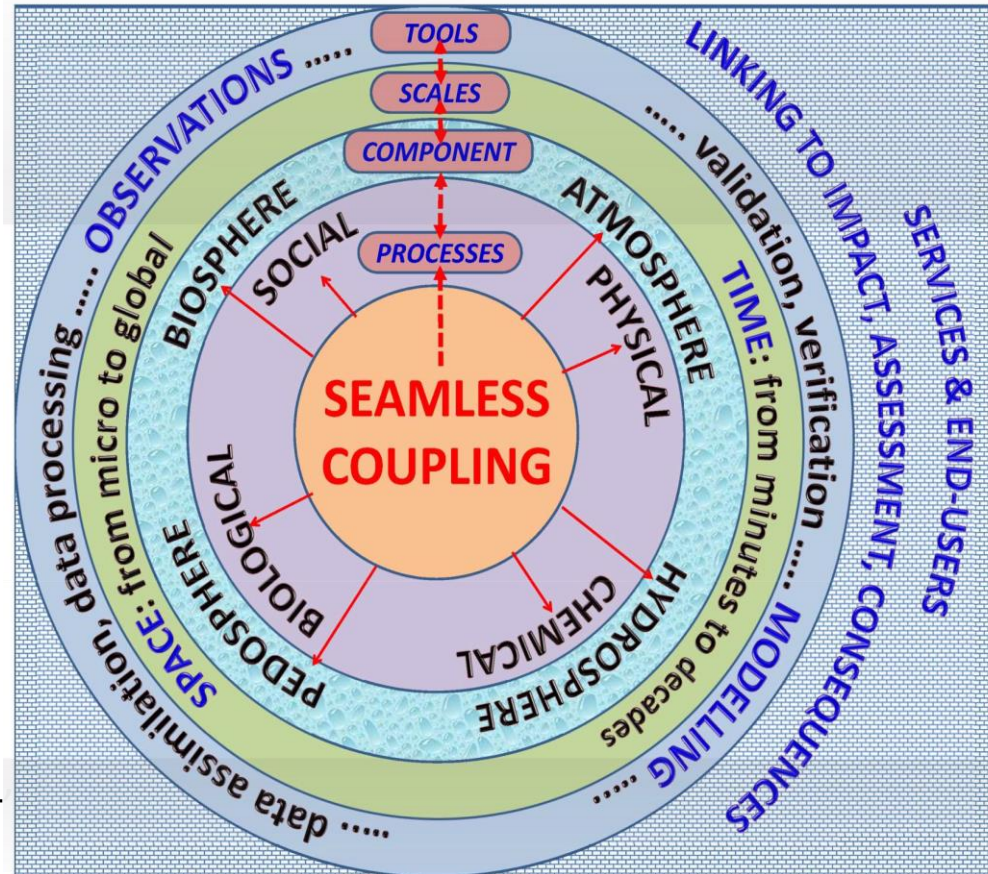 TOOLS
SCALES
COMPONENT
PROCESSES
SEAMLESS
COUPLING
SOCIAL
PHYSICAL
CHEMICAL
BIOLOGICAL
BIOSPHERE
ATMOSPHERE
HYDROSPHERE
PEDOSPHERE
SPACE: from micro to global
TIME: from minutes to decades
..... data assimilation, data processing ..... OBSERVATIONS .....
..... validation, verification ..... MODELLING .....
LINKING TO IMPACT, ASSESSMENT, CONSEQUENCES
SERVICES & END-USERS